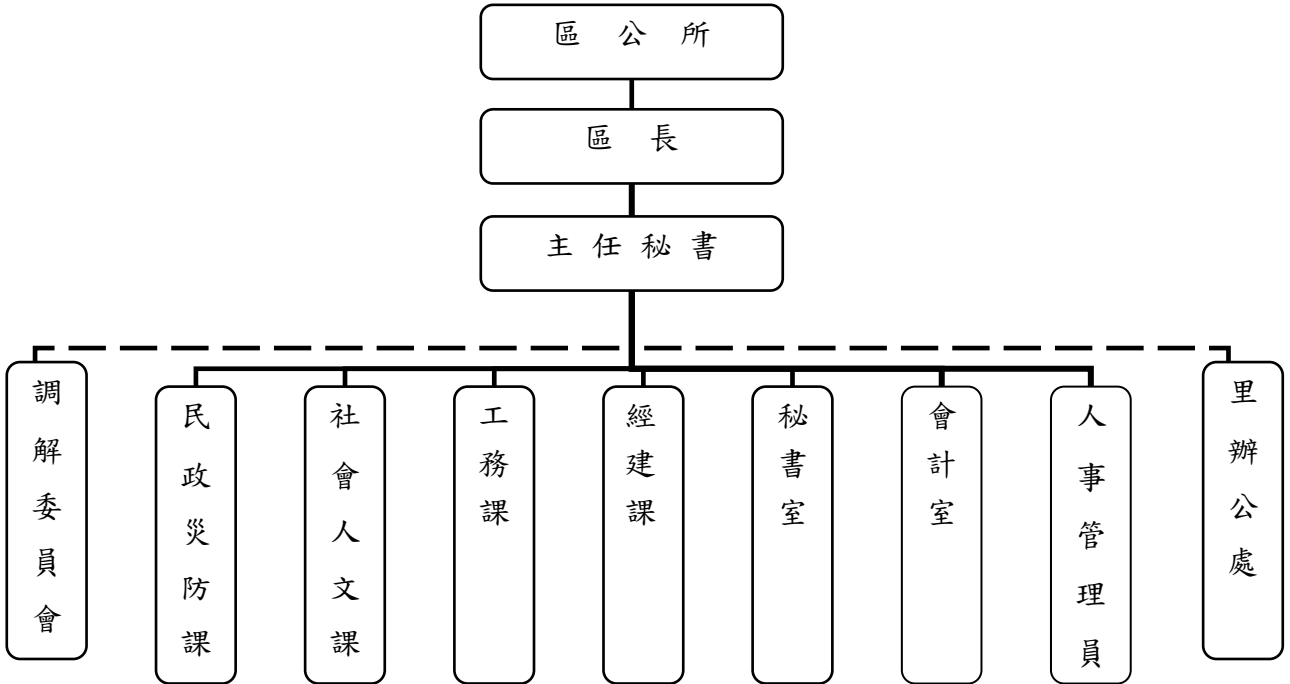 區公所
區長
主任秘書
調解委員會
民政災防課
社會人文課
工務課
經建課
秘書室
會計室
人事管理員
里辦公處